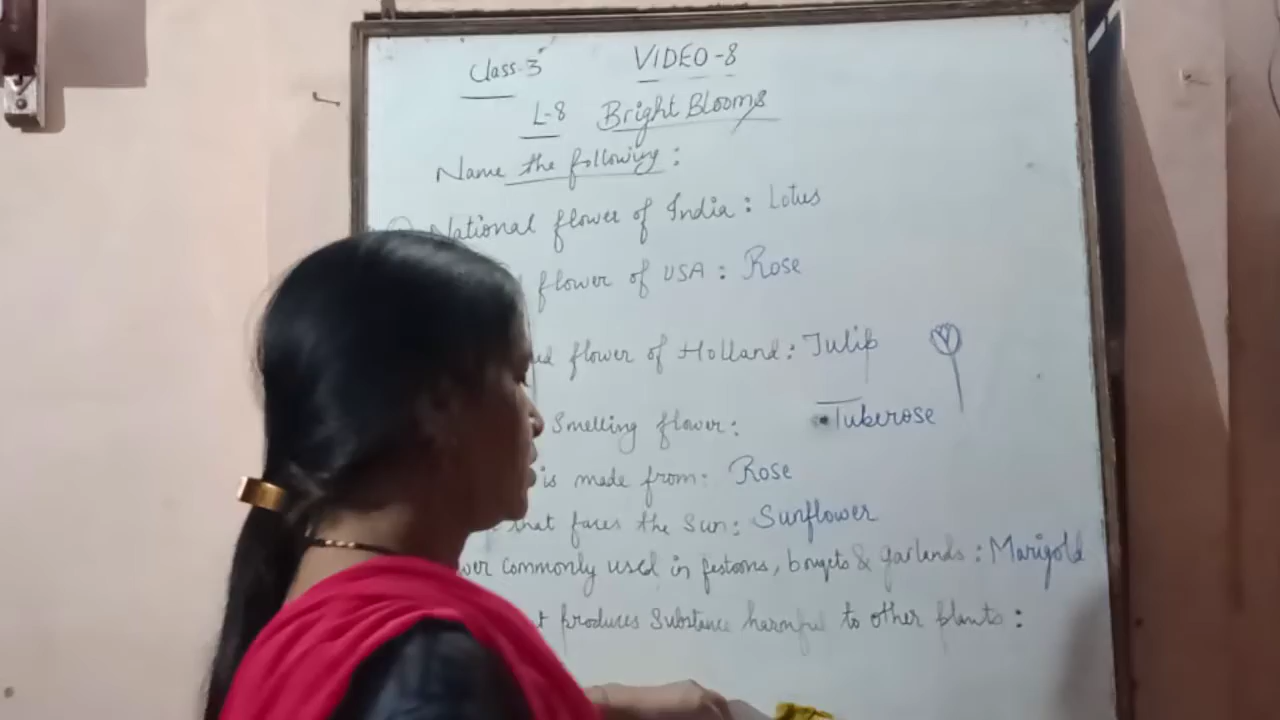 Class-3 VIDEO-8
L-8 Bright Blooms
Name the following:
National flower of India: Lotus
flower of USA: Rose
flower of Holland: Tulip
Smelling flower: Tuberose
is made from: Rose
that faces the Sun: Sunflower
commonly used in festoons, & garlands: Marigold
produces Substance harmful to other plants: